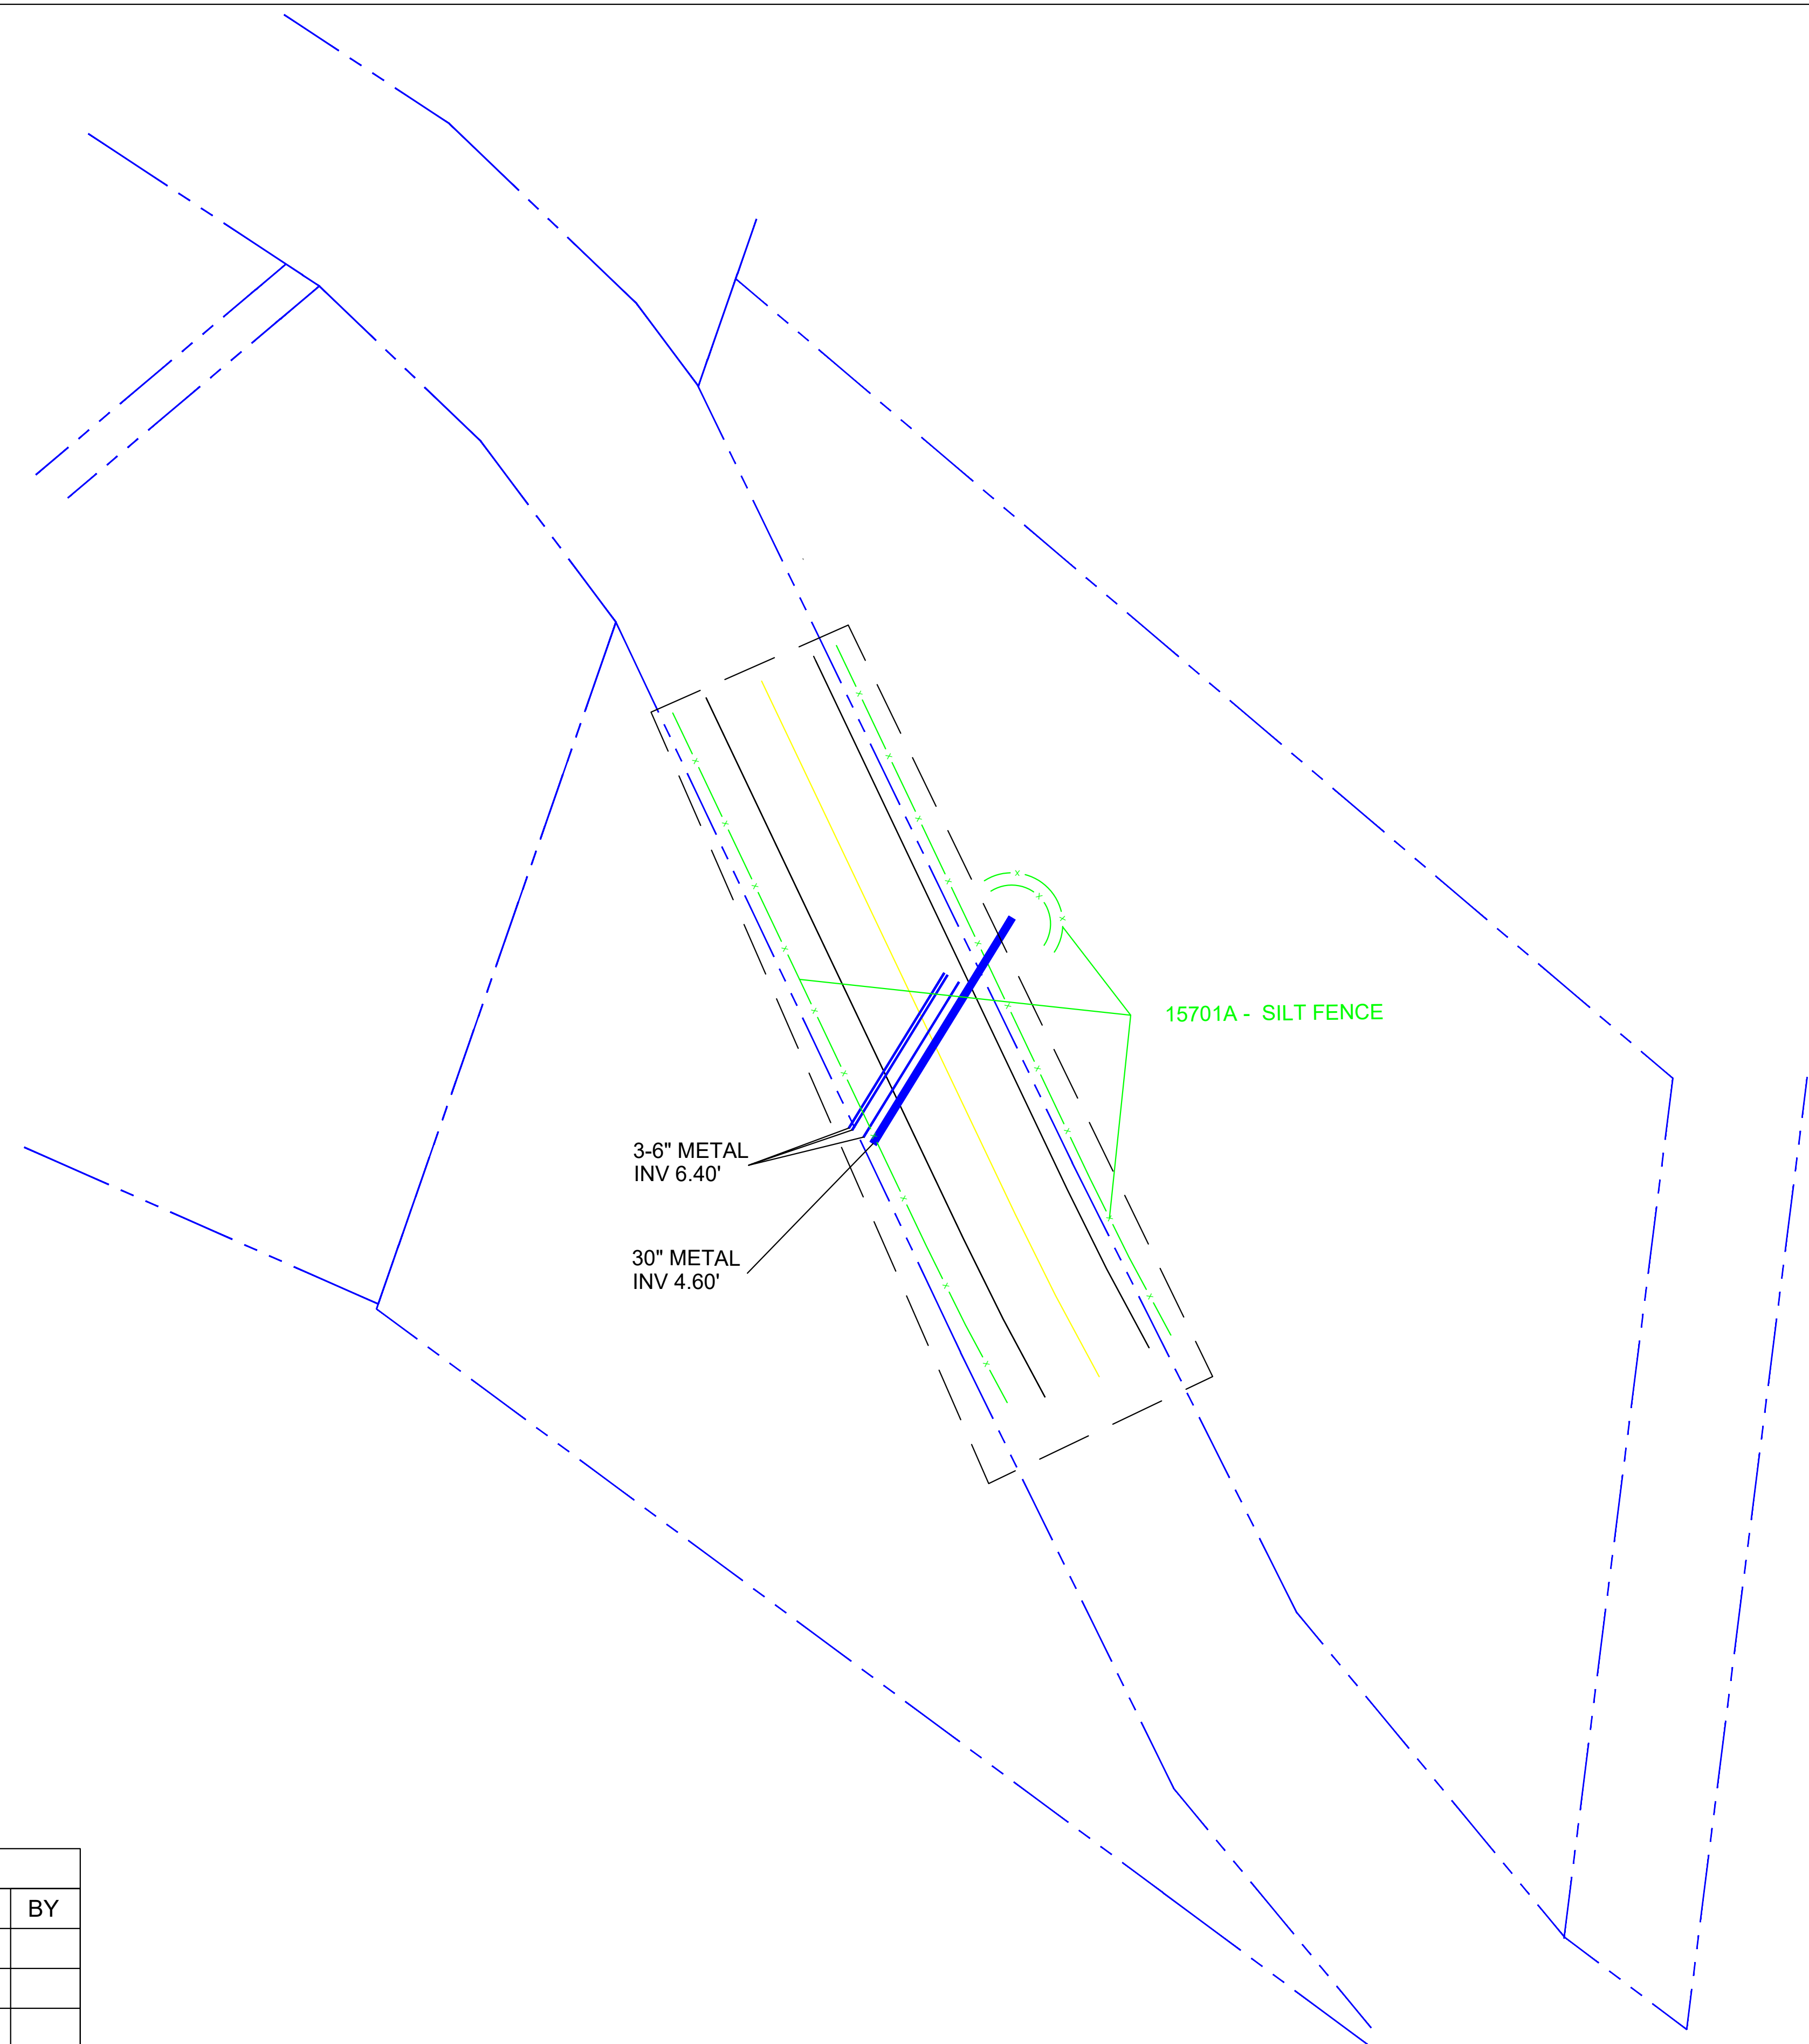 15701A -  SILT FENCE
3-6" METAL
INV 6.40'
30" METAL
INV 4.60'
BY